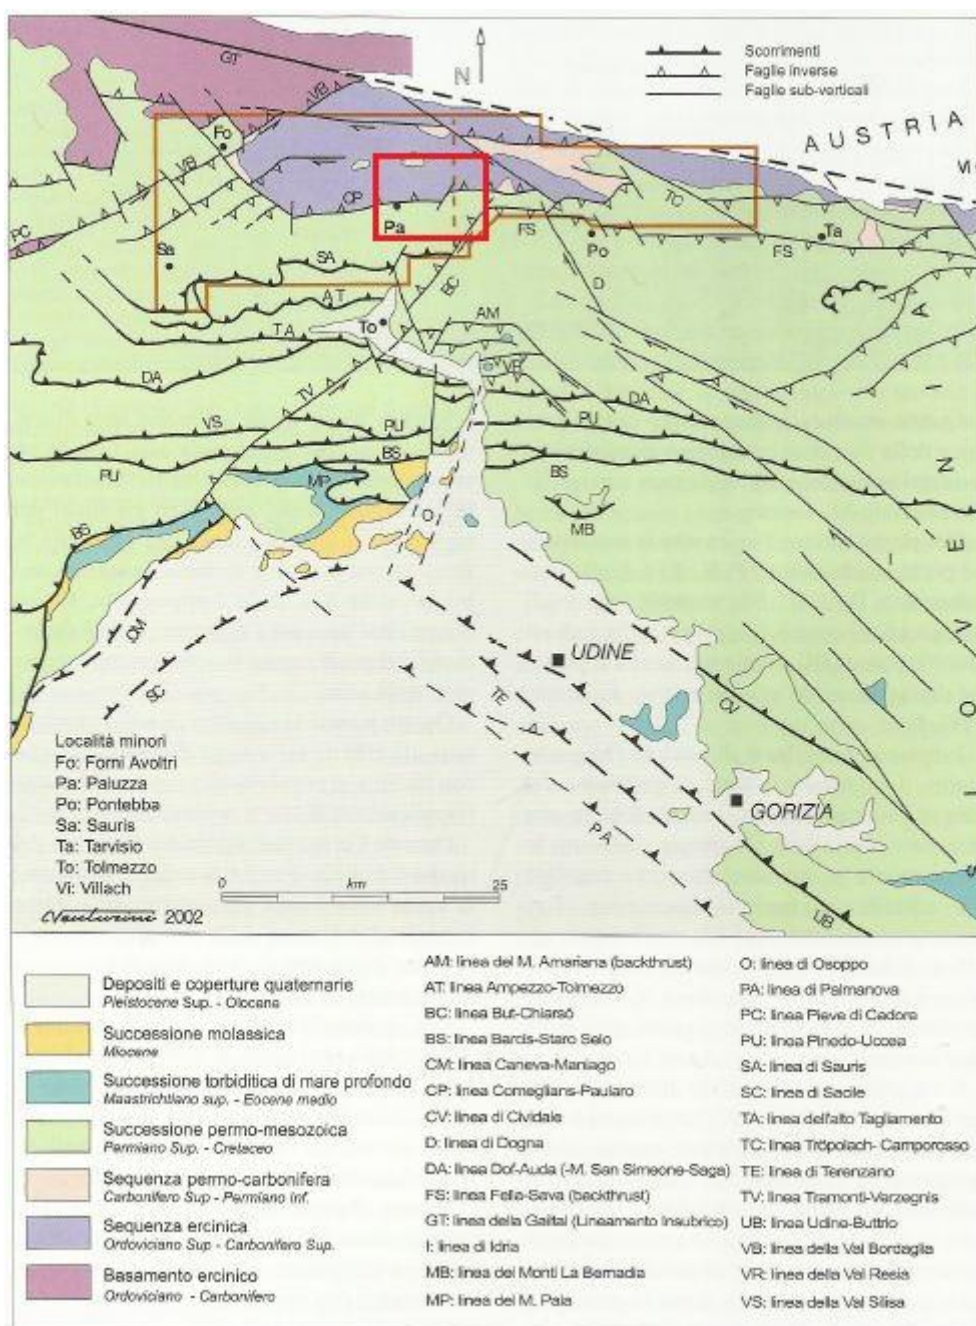 GT
N
Scorrimenti
Faglie inverse
Faglie sub-verticali
AUSTRIA
VB
Fo
VB
CP
TC
PC
Pa
FS
Po
FS
Ta
Sa
SA
BC
D
AT
AM
To
TA
VR
DA
TV
DA
VS
PU
PU
PU
BS
BS
MP
MB
BS
O
CM
SC
UDINE
TE
CV
I
GORIZIA
PA
UB
SLOVENIA
Località minori
Fo: Forni Avoltri
Pa: Paluzza
Po: Pontebba
Sa: Sauris
Ta: Tarvisio
To: Tolmezzo
Vi: Villach
0 km 25
2002
Depositi e coperture quaternarie
Pleistocene Sup. - Olocene
Successione molassica
Miocene
Successione torbiditica di mare profondo
Maastrichtiano sup. - Eocene medio
Successione permo-mesozoica
Permiano Sup. - Cretaceo
Sequenza permo-carbonifera
Carbonifero Sup - Permiano inf.
Sequenza ercinica
Ordoviciano Sup - Carbonifero Sup.
Basamento ercinico
Ordoviciano - Carbonifero
AM: linea del M. Amariana (backthrust)
AT: linea Ampezzo-Tolmezzo
BC: linea But-Chiarsò
BS: linea Barcis-Staro Selo
CM: linea Caneva-Maniago
CP: linea Comeglians-Paularo
CV: linea di Cividale
D: linea di Dogna
DA: linea Dof-Auda (-M. San Simeone-Saga)
FS: linea Fella-Sava (backthrust)
GT: linea della Gailtal (Lineamento Insubrico)
I: linea di Idria
MB: linea dei Monti La Bernadia
MP: linea del M. Pala
O: linea di Osoppo
PA: linea di Palmanova
PC: linea Pieve di Cadore
PU: linea Pinedo-Uccea
SA: linea di Sauris
SC: linea di Sacile
TA: linea dell'alto Tagliamento
TC: linea Tröpolach- Camporosso
TE: linea di Terenzano
TV: linea Tramonti-Verzegnis
UB: linea Udine-Buttrio
VB: linea della Val Bordaglia
VR: linea della Val Resia
VS: linea della Val Silisia